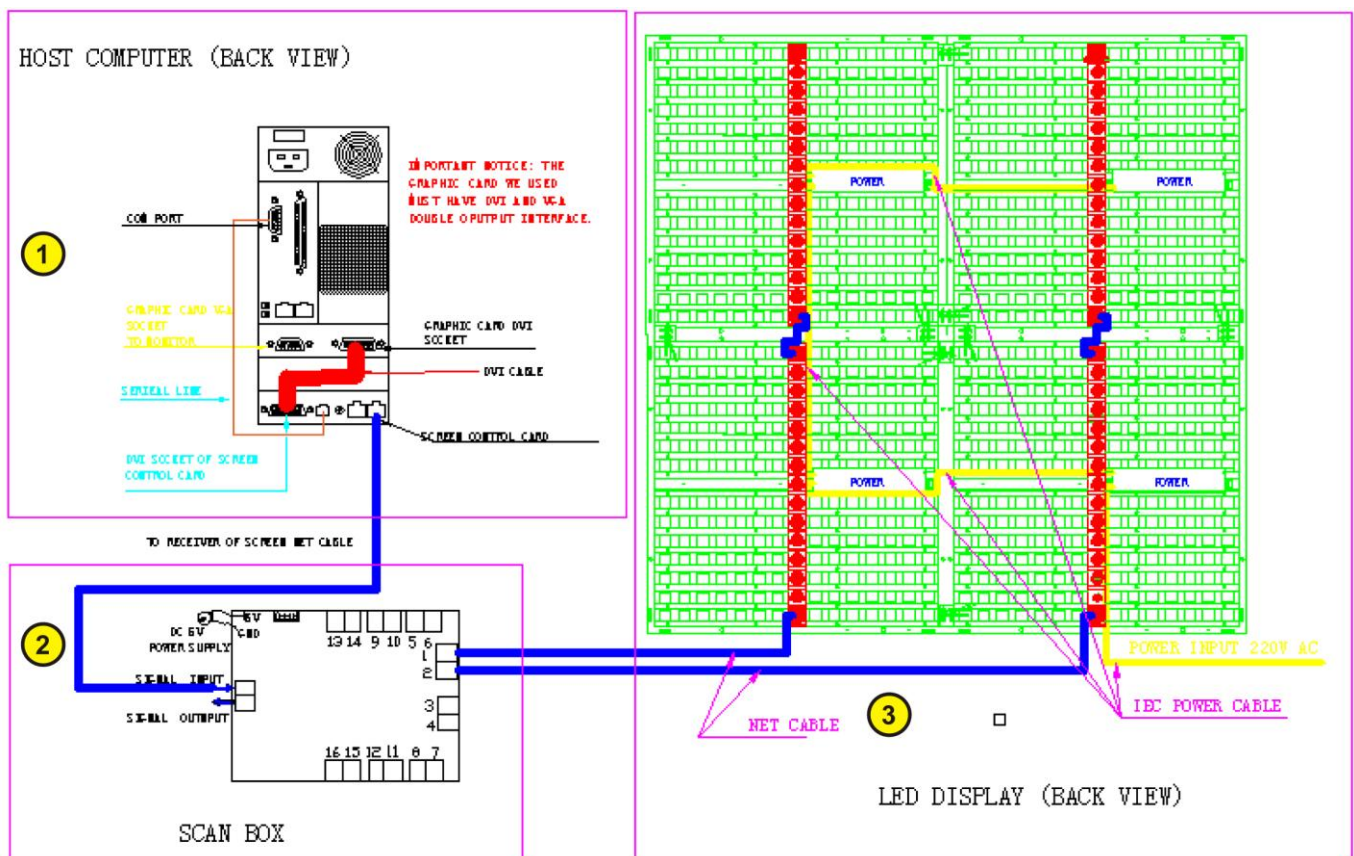 HOST COMPUTER (BACK VIEW)
IMPORTANT NOTICE: THE
GRAPHIC CARD WE USED
MUST HAVE DVI AND VGA
DOUBLE OPUTPUT INTERFACE.
COM PORT
1
GRAPHIC CARD VGA
SOCKET
TO MONITOR
GRAPHIC CARD DVI
SOCKET
DVI CABLE
SERIEAL LINE
SCREEN CONTROL CARD
DVI SOCKET OF SCREEN
CONTROL CARD
TO RECEIVER OF SCREEN NET CABLE
2
6V
GND
DC 6V
POWER SUPPLY
SIGNAL INPUT
SIGNAL OUTPUT
13 14 9 10 5 6
1
2
3
4
16 15 12 11 8 7
SCAN BOX
POWER
POWER
POWER
POWER
POWER INPUT 220V AC
IEC POWER CABLE
NET CABLE
3
LED DISPLAY (BACK VIEW)